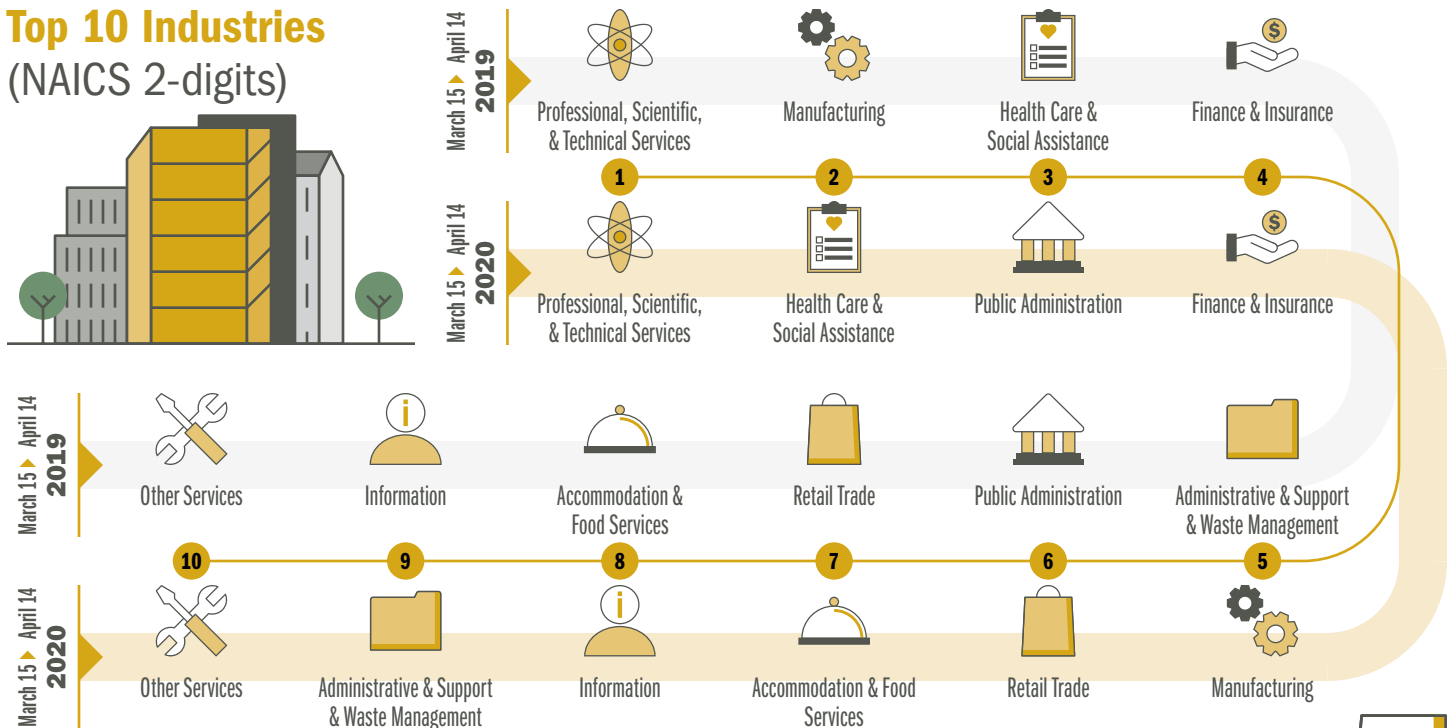 Top 10 Industries
(NAICS 2-digits)
March 15 ▶ April 14
2019
Professional, Scientific,
& Technical Services
Manufacturing
Health Care &
Social Assistance
Finance & Insurance
1
2
3
4
March 15 ▶ April 14
2020
Professional, Scientific,
& Technical Services
Health Care &
Social Assistance
Public Administration
Finance & Insurance
March 15 ▶ April 14
2019
Other Services
Information
Accommodation &
Food Services
Retail Trade
Public Administration
Administrative & Support
& Waste Management
10
9
8
7
6
5
March 15 ▶ April 14
2020
Other Services
Administrative & Support
& Waste Management
Information
Accommodation & Food
Services
Retail Trade
Manufacturing